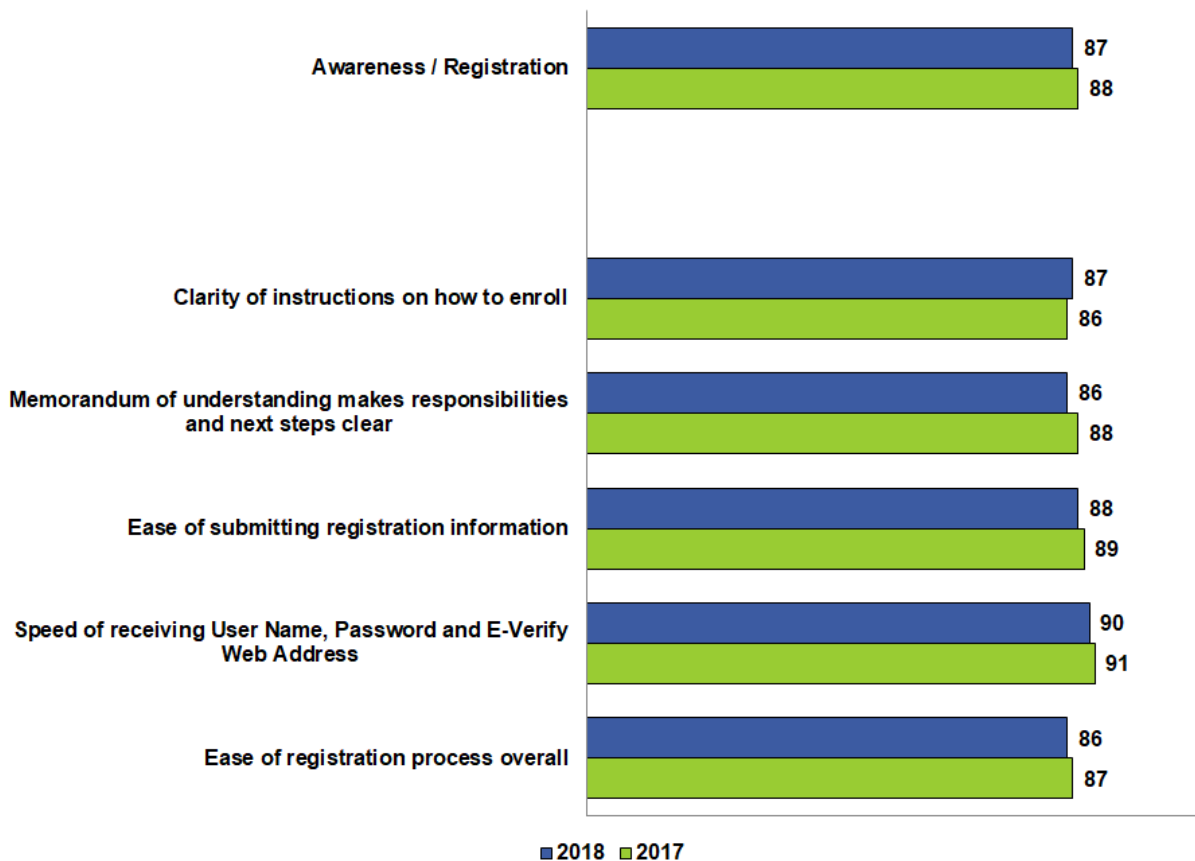 Awareness / Registration
87
88
Clarity of instructions on how to enroll
87
86
Memorandum of understanding makes responsibilities
and next steps clear
86
88
Ease of submitting registration information
88
89
Speed of receiving User Name, Password and E-Verify
Web Address
90
91
Ease of registration process overall
86
87
2018 2017